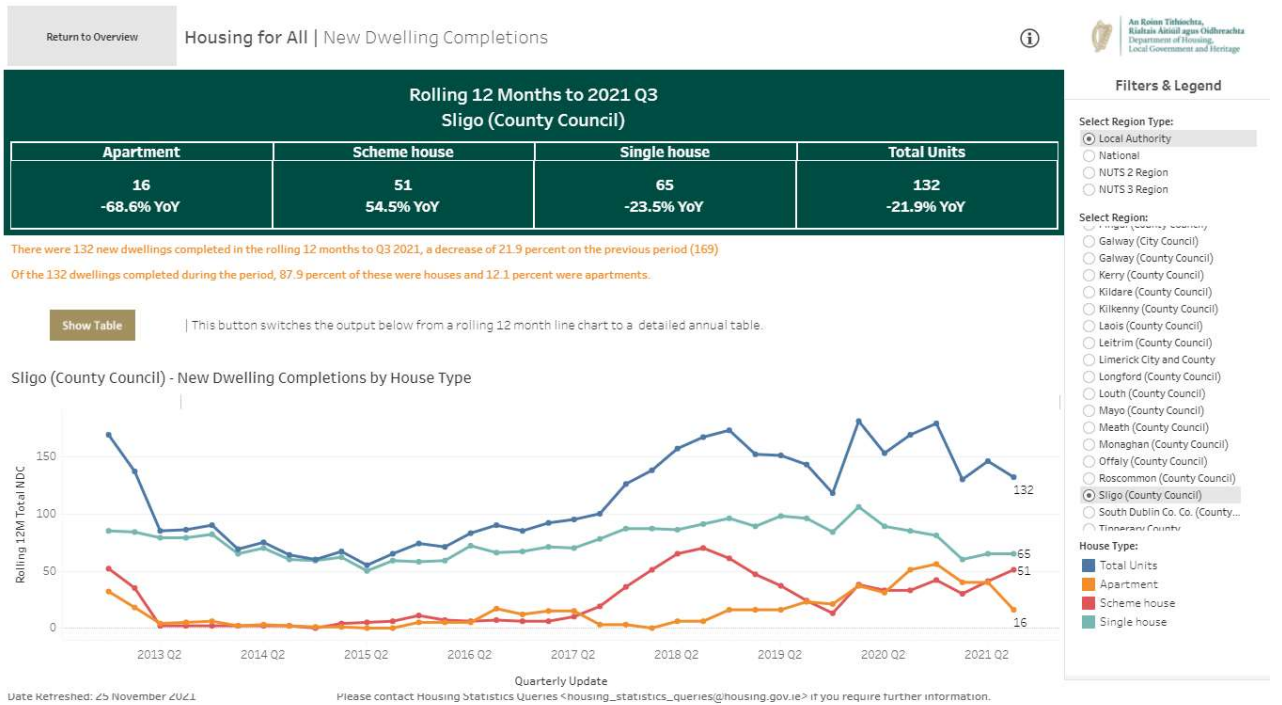 Return to Overview
Housing for All | New Dwelling Completions
An Roinn Tithíochta,
Rialtais Áitiúil agus Oidhreachta
Department of Housing,
Local Government and Heritage
Rolling 12 Months to 2021 Q3
Sligo (County Council)
Apartment Scheme house Single house Total Units
16 51 65 132
-68.6% YoY 54.5% YoY -23.5% YoY -21.9% YoY
There were 132 new dwellings completed in the rolling 12 months to Q3 2021, a decrease of 21.9 percent on the previous period (169)
Of the 132 dwellings completed during the period, 87.9 percent of these were houses and 12.1 percent were apartments.
Show Table
| This button switches the output below from a rolling 12 month line chart to a detailed annual table.
Sligo (County Council) - New Dwelling Completions by House Type
Rolling 12M Total NDC
150
100
50
0
132
65
51
16
2013 Q2 2014 Q2 2015 Q2 2016 Q2 2017 Q2 2018 Q2 2019 Q2 2020 Q2 2021 Q2
Quarterly Update
Filters & Legend
Select Region Type:
Local Authority
National
NUTS 2 Region
NUTS 3 Region
Select Region:
Fingal (County Council)
Galway (City Council)
Galway (County Council)
Kerry (County Council)
Kildare (County Council)
Kilkenny (County Council)
Laois (County Council)
Leitrim (County Council)
Limerick City and County
Longford (County Council)
Louth (County Council)
Mayo (County Council)
Meath (County Council)
Monaghan (County Council)
Offaly (County Council)
Roscommon (County Council)
Sligo (County Council)
South Dublin Co. Co. (County...
Tipperary County
House Type:
Total Units
Apartment
Scheme house
Single house
Date Refreshed: 25 November 2021
Please contact Housing Statistics Queries <housing_statistics_queries@housing.gov.ie> if you require further information.